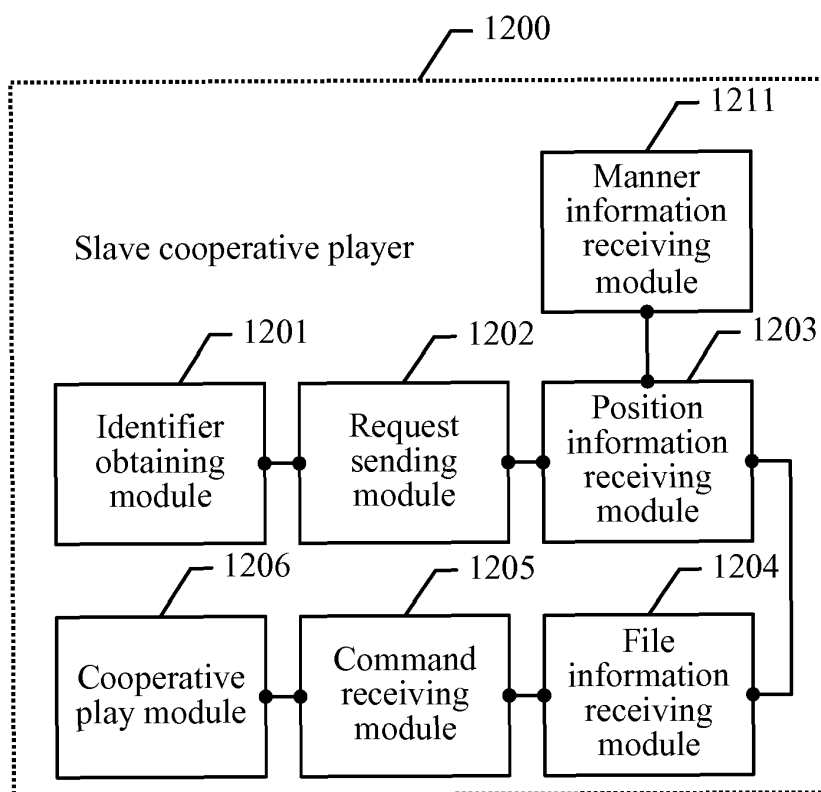 1200
1211
Manner
information
receiving
module
Slave cooperative player
1201
1202
1203
Identifier
obtaining
module
Request
sending
module
Position
information
receiving
module
1206
1205
1204
Cooperative
play module
Command
receiving
module
File
information
receiving
module